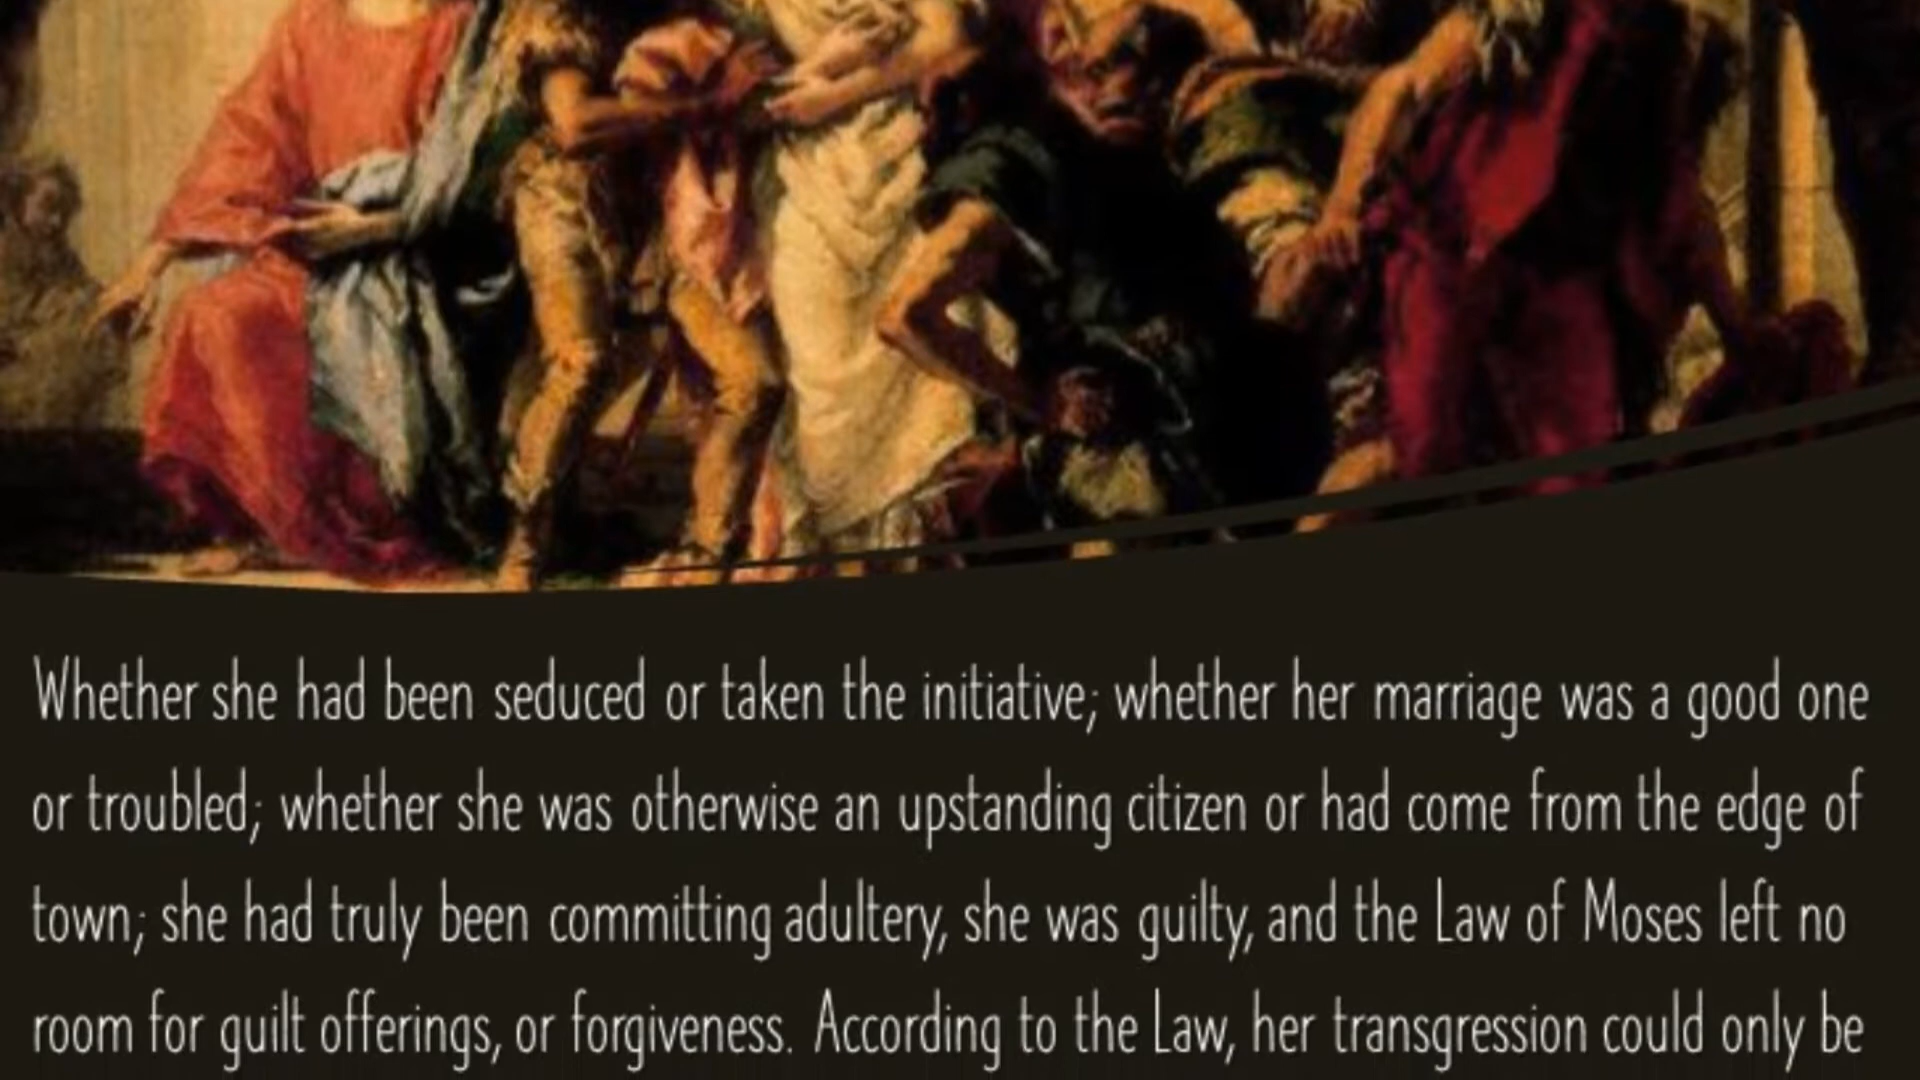 Whether she had been seduced or taken the initiative; whether her marriage was a good one
or troubled; whether she was otherwise an upstanding citizen or had come from the edge of
town; she had truly been committing adultery, she was guilty, and the Law of Moses left no
room for guilt offerings, or forgiveness. According to the Law, her transgression could only be